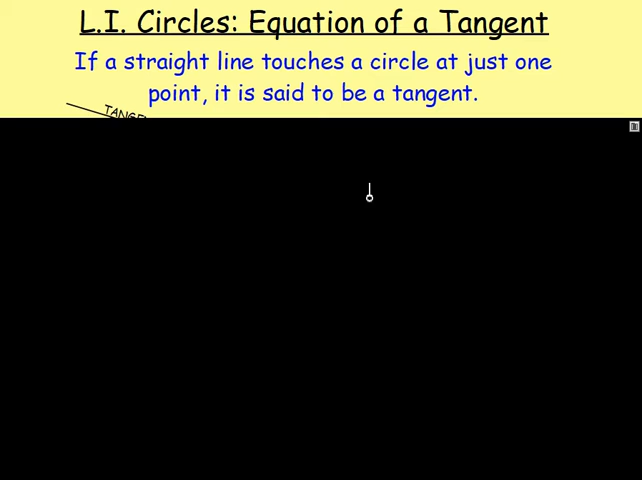 L.I. Circles: Equation of a Tangent
If a straight line touches a circle at just one
point, it is said to be a tangent.